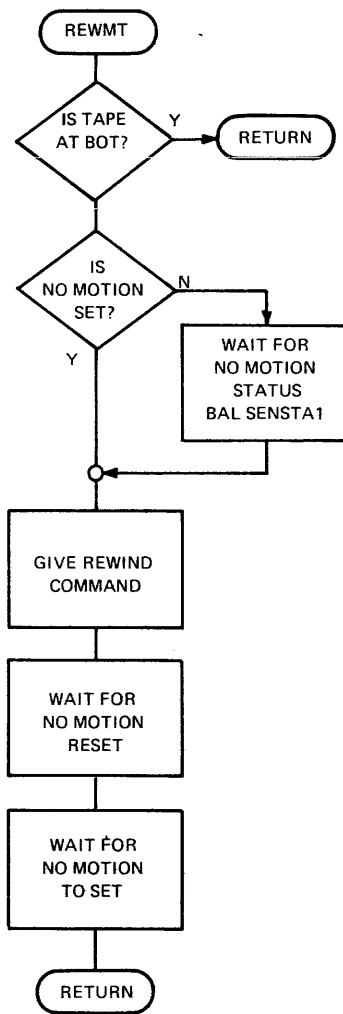 REWMT
IS TAPE
AT BOT?
Y
RETURN
IS
NO MOTION
SET?
N
Y
WAIT FOR
NO MOTION
STATUS
BAL SENSTA1
GIVE REWIND
COMMAND
WAIT FOR
NO MOTION
RESET
WAIT FOR
NO MOTION
TO SET
RETURN